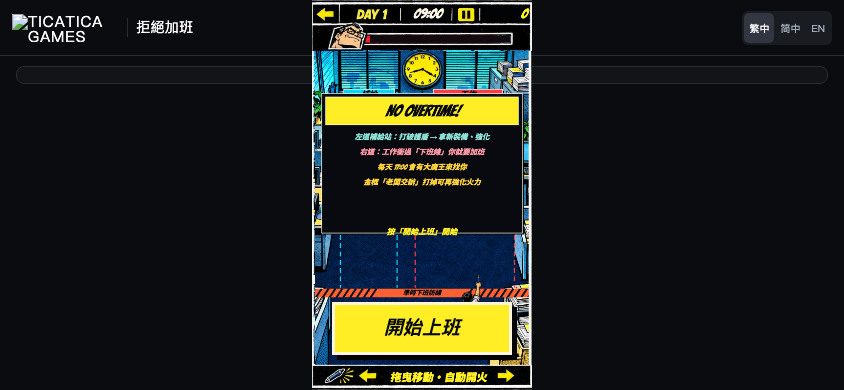 TICATICA GAMES
拒絕加班
繁中
简中
EN
DAY 1
09:00
0
NO OVERTIME!
左道補給站：打破護盾 → 拿新裝備、強化
右道：工作衝過「下班線」你就要加班
每天 17:00 會有大魔王來找你
金框「老闆交辦」打掉可再強化火力
按「開始上班」開始
準時下班防線
開始上班
拖曳移動・自動開火